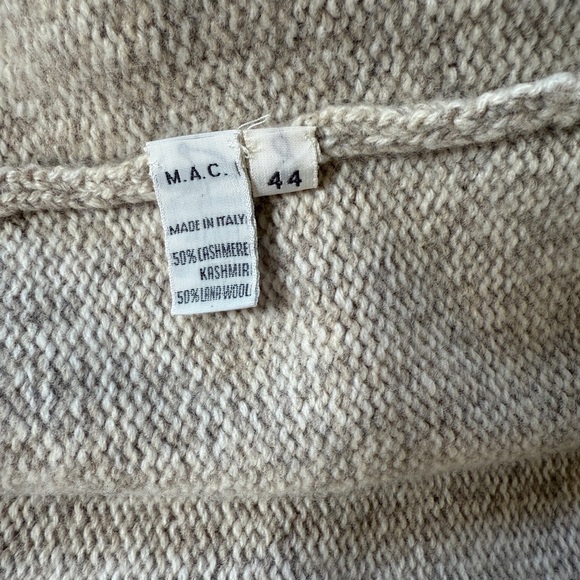 M.A.C.
44
MADE IN ITALY
50% CASHMERE
KASHMIR
50% LANA WOOL